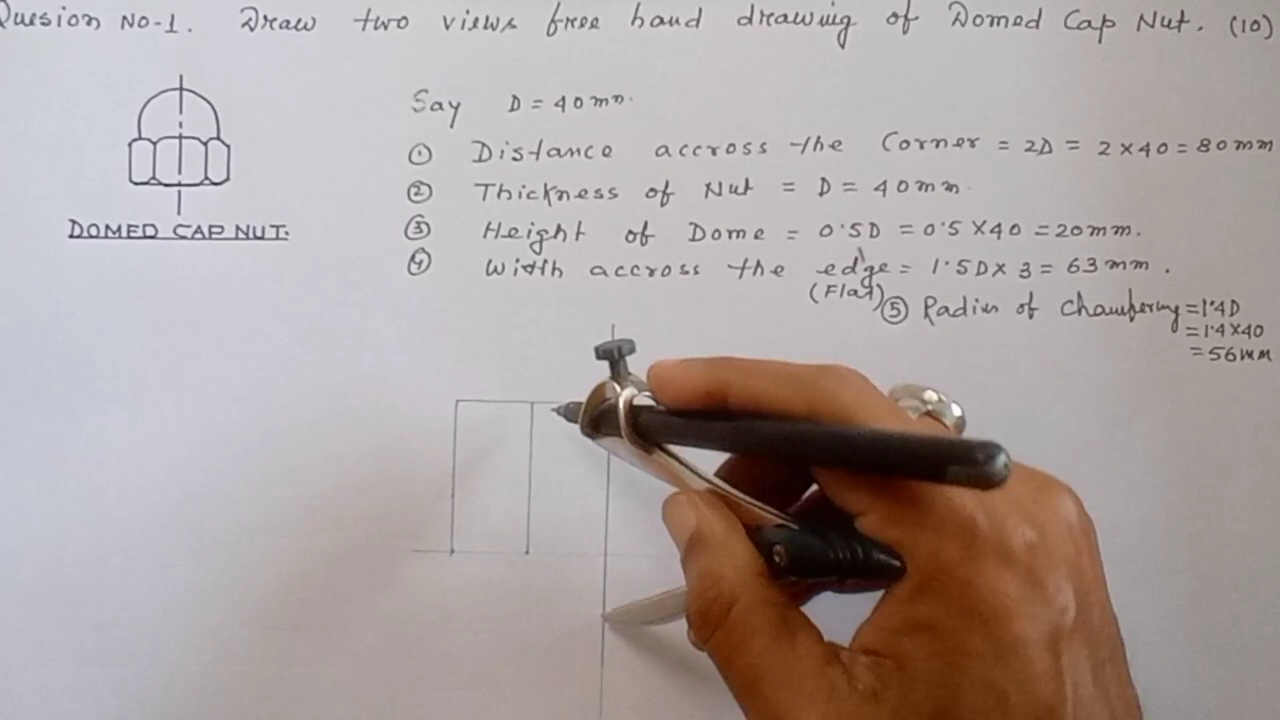 Quesion No-1. Draw two views free hand drawing of Domed Cap Nut. (10)
Say D = 40mm.
① Distance accross the Corner = 2D = 2×40 = 80mm
② Thickness of Nut = D = 40mm.
③ Height of Dome = 0.5D = 0.5×40 = 20mm.
④ Width accross the edge = 1.5D× 3 = 63mm.
(Flat)
⑤ Radius of Chambering = 1.4D
= 1.4×40
= 56mm
DOMED CAP NUT.